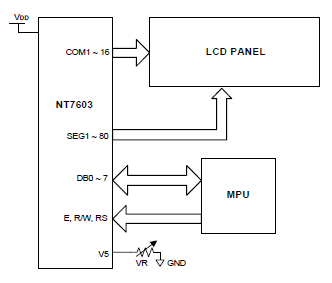 VDD
COM1 ~ 16
LCD PANEL
NT7603
SEG1 ~ 80
DB0 ~ 7
MPU
E, R/W, RS
V5
VR
GND